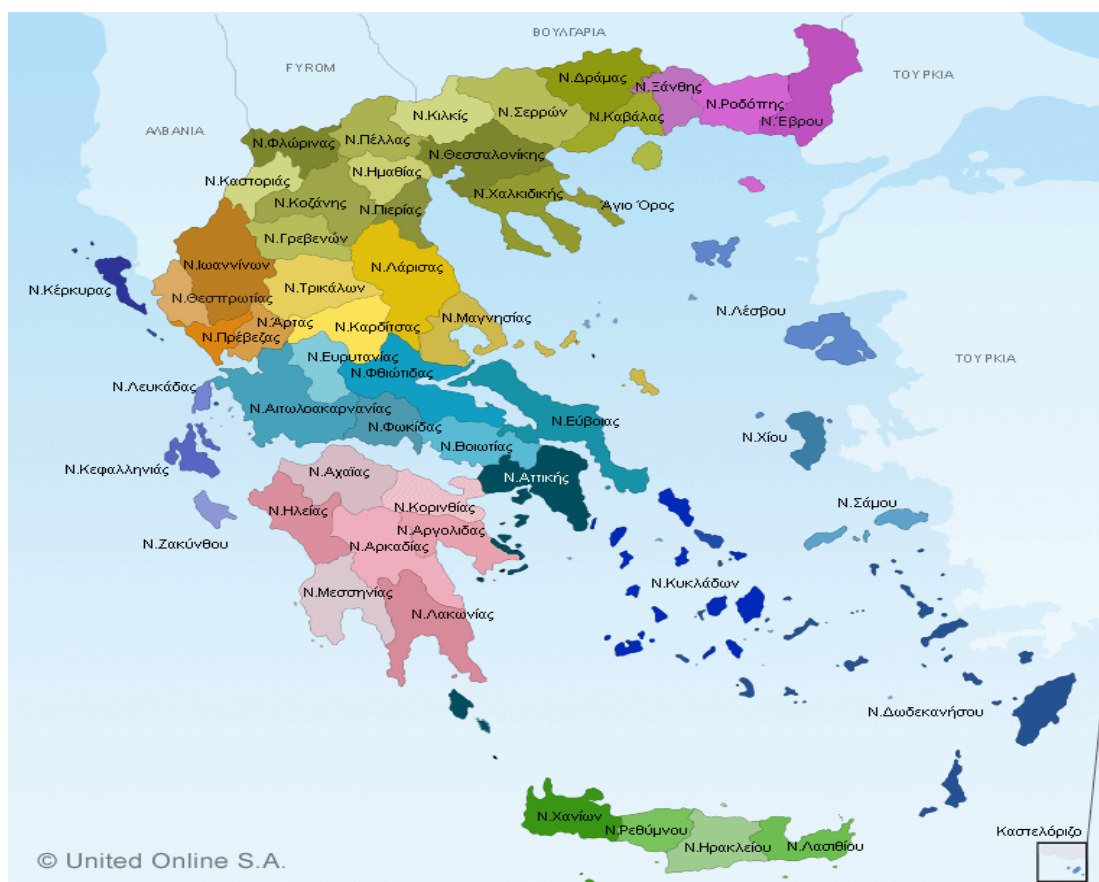 ΒΟΥΛΓΑΡΙΑ
FYROM
ΤΟΥΡΚΙΑ
Ν.Δράμας
Ν.Ξάνθης
Ν.Ροδόπης
Ν.Έβρου
Ν.Κιλκίς
Ν.Σερρών
Ν.Καβάλας
ΑΛΒΑΝΙΑ
Ν.Φλώρινας
Ν.Πέλλας
Ν.Θεσσαλονίκης
Ν.Καστοριάς
Ν.Ημαθίας
Ν.Χαλκιδικής
Ν.Κοζάνης
Ν.Πιερίας
Άγιο Όρος
Ν.Γρεβενών
Ν.Ιωαννίνων
Ν.Λάρισας
Ν.Κέρκυρας
Ν.Θεσπρωτίας
Ν.Τρικάλων
Ν.Λέσβου
Ν.Μαγνησίας
Ν.Άρτας
Ν.Πρέβεζας
Ν.Καρδίτσας
Ν.Ευρυτανίας
ΤΟΥΡΚΙΑ
Ν.Φθιώτιδας
Ν.Λευκάδας
Ν.Αιτωλοακαρνανίας
Ν.Εύβοιας
Ν.Φωκίδας
Ν.Βοιωτίας
Ν.Χίου
Ν.Κεφαλληνιάς
Ν.Αχαϊας
Ν.Αττικής
Ν.Ηλείας
Ν.Κορινθίας
Ν.Σάμου
Ν.Αργολιδας
Ν.Ζακύνθου
Ν.Αρκαδίας
Ν.Κυκλάδων
Ν.Μεσσηνίας
Ν.Λακωνίας
Ν.Δωδεκανήσου
Ν.Χανίων
Ν.Ρεθύμνου
Ν.Ηρακλείου
Ν.Λασιθίου
Καστελόριζο
© United Online S.A.